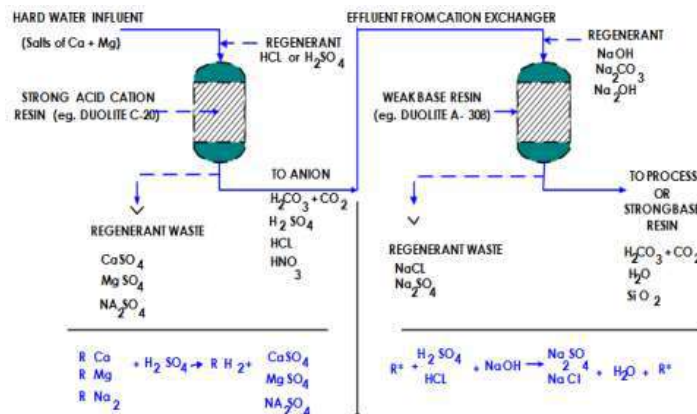 HARD WATER INFLUENT
(Salts of Ca + Mg)
REGENERANT
HCL or H2SO4
STRONG ACID CATION
RESIN (eg. DUOLITE C-20)
TO ANION
H2CO3 + CO2
H2SO4
HCL
HNO3
REGENERANT WASTE
CaSO4
MgSO4
NA2SO4
EFFLUENT FROM CATION EXCHANGER
REGENERANT
NaOH
Na2CO3
Na2OH
WEAK BASE RESIN
(eg. DUOLITE A- 308)
TO PROCESS
OR
STRONG BASE
RESIN
H2CO3 + CO2
H2O
SiO2
REGENERANT WASTE
NaCL
Na2SO4
R Ca
R Mg
R Na2
+ H2SO4 → R H2+
CaSO4
MgSO4
NA2SO4
R* + H2SO4
HCL
+ NaOH → Na2SO4
NaCl
+ H2O + R*